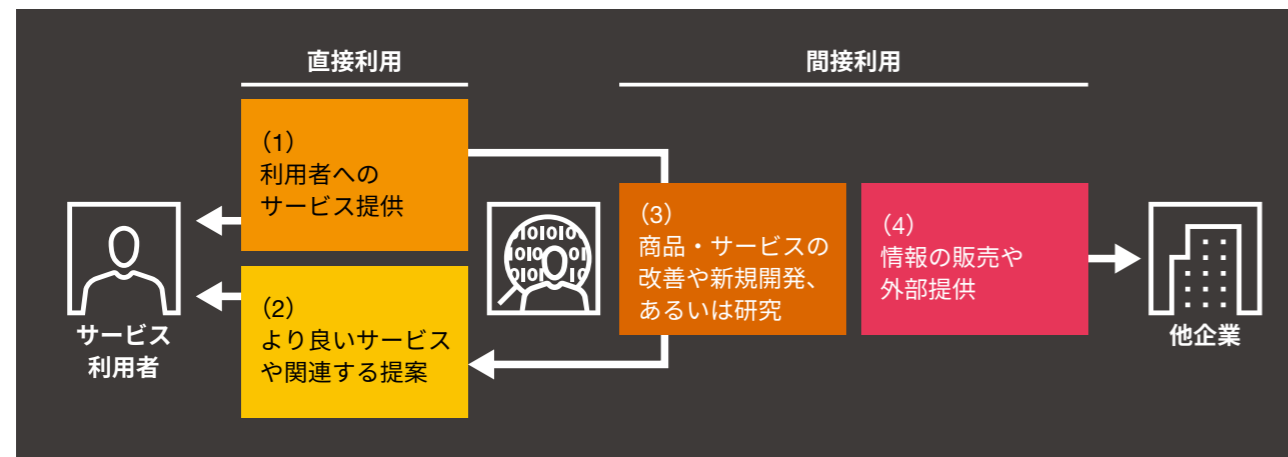 直接利用
間接利用
（1）
利用者への
サービス提供
（2）
より良いサービス
や関連する提案
（3）
商品・サービスの
改善や新規開発、
あるいは研究
（4）
情報の販売や
外部提供
サービス
利用者
他企業